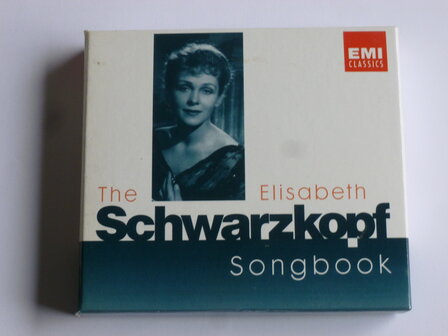 EMI
CLASSICS
The Elisabeth
Schwarzkopf
Songbook